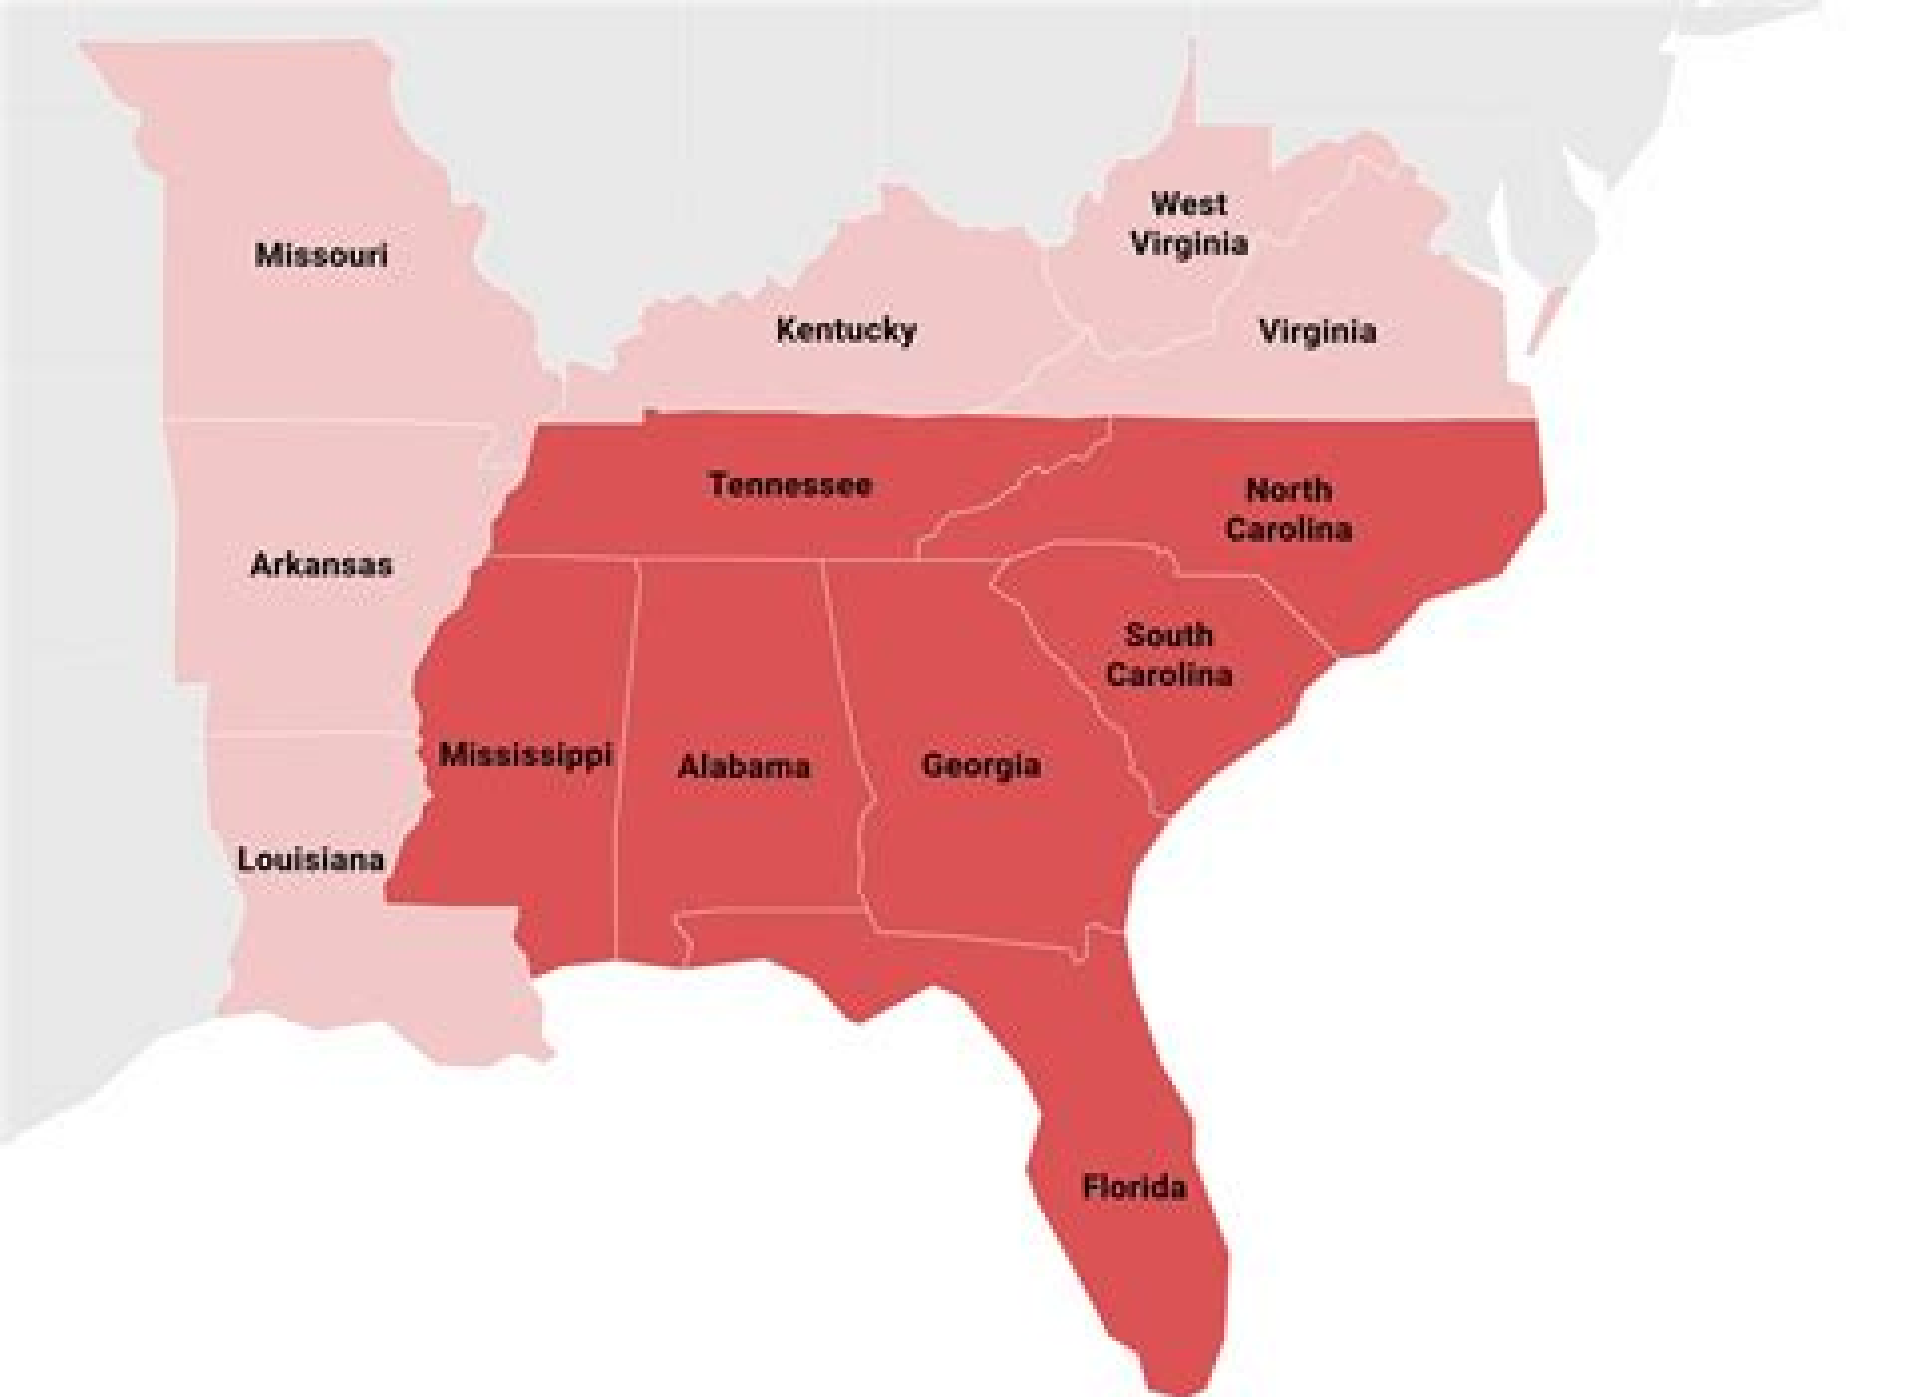 West
Virginia
Missouri
Kentucky
Virginia
Tennessee
North
Carolina
Arkansas
South
Carolina
Mississippi
Alabama
Georgia
Louisiana
Florida